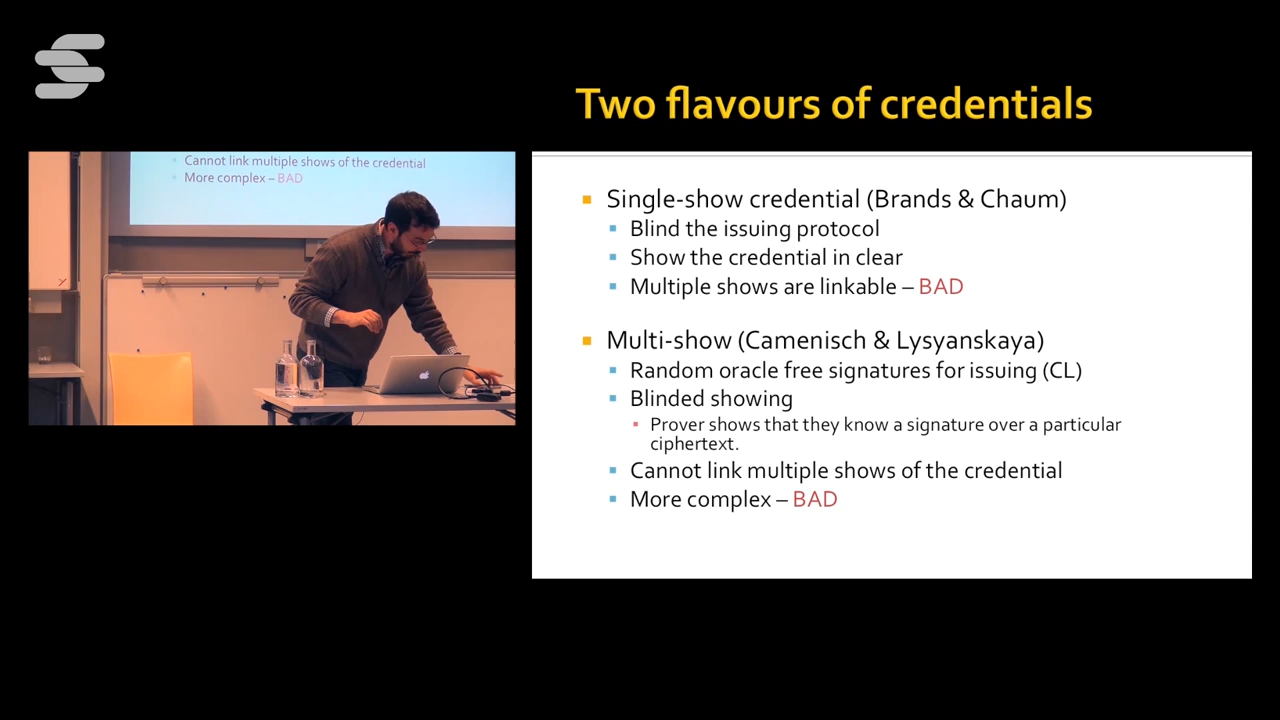 Two flavours of credentials
Cannot link multiple shows of the credential
More complex – BAD
Single-show credential (Brands & Chaum)
Blind the issuing protocol
Show the credential in clear
Multiple shows are linkable – BAD
Multi-show (Camenisch & Lysyanskaya)
Random oracle free signatures for issuing (CL)
Blinded showing
Prover shows that they know a signature over a particular
ciphertext.
Cannot link multiple shows of the credential
More complex – BAD